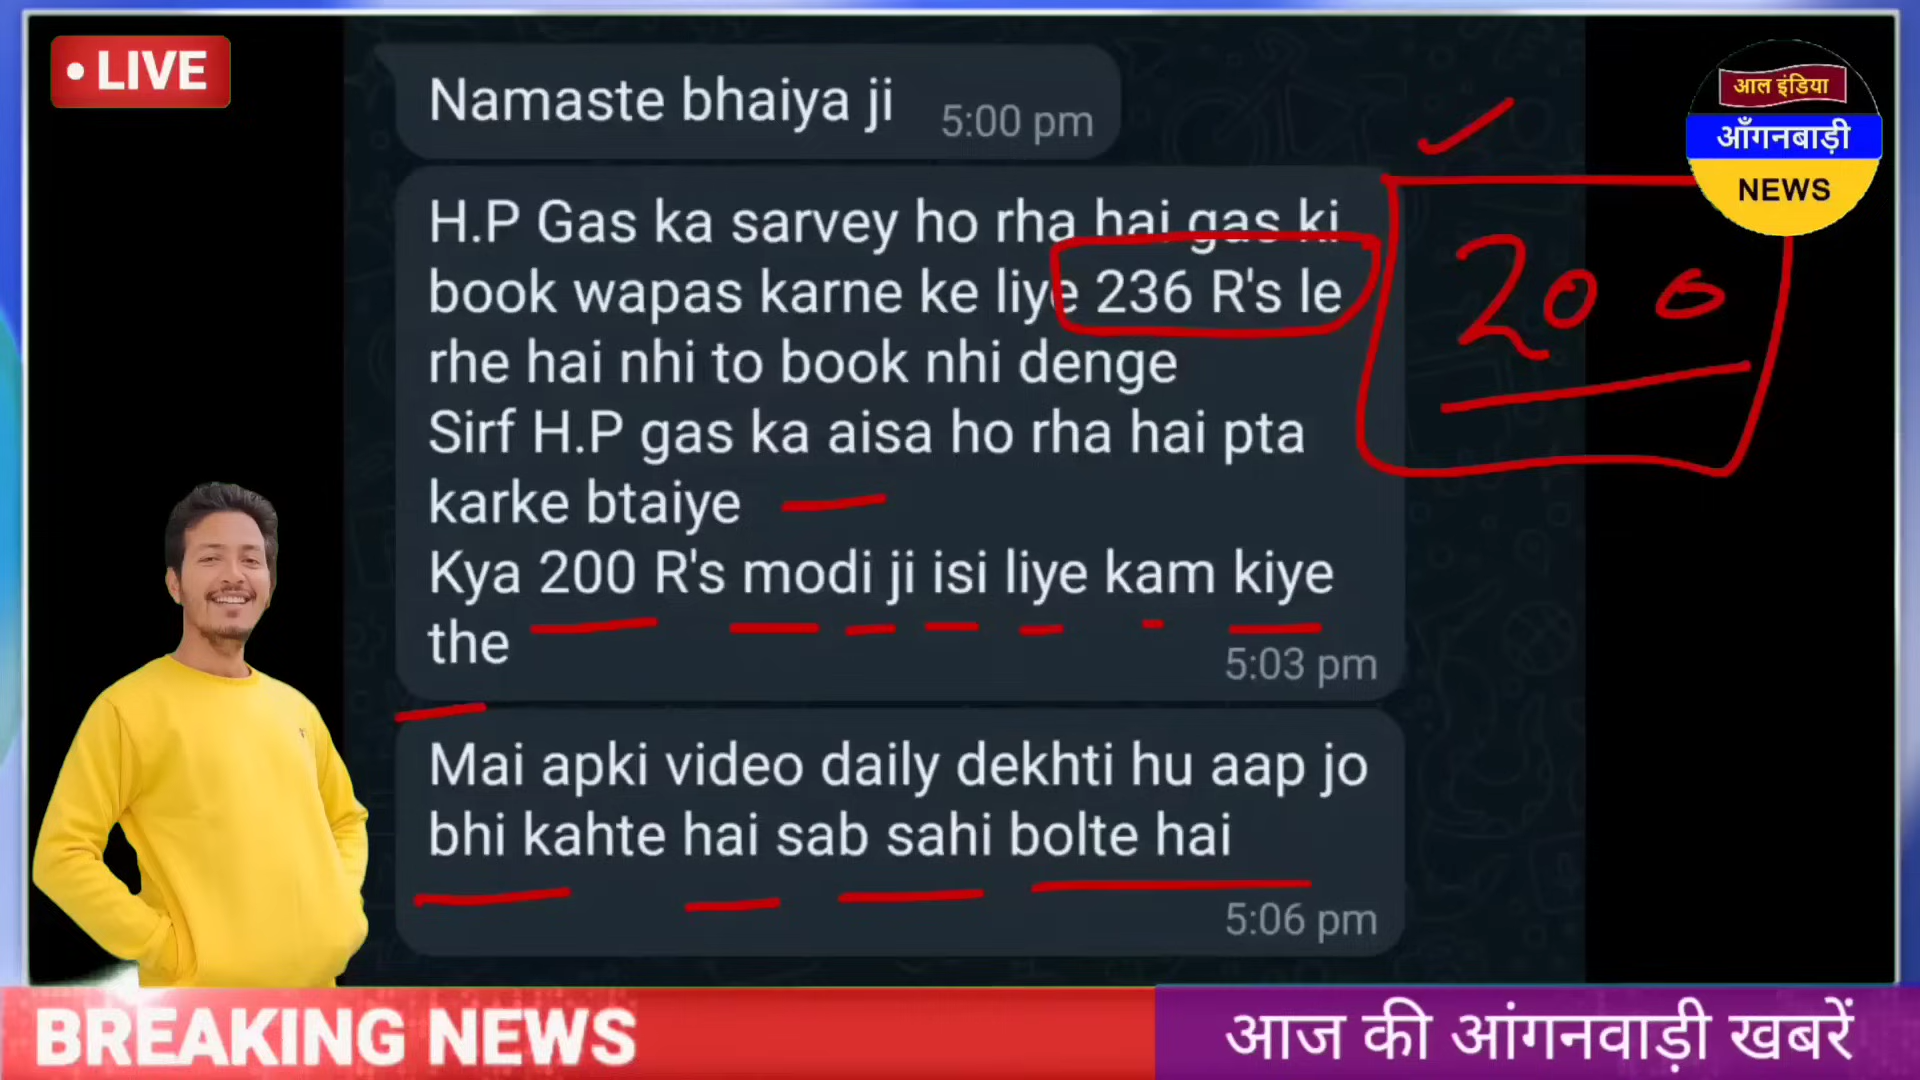 • LIVE
आल इंडिया
आँगनबाड़ी
NEWS
Namaste bhaiya ji 5:00 pm
H.P Gas ka sarvey ho rha hai gas ki
book wapas karne ke liye 236 R's le
rhe hai nhi to book nhi denge
Sirf H.P gas ka aisa ho rha hai pta
karke btaiye
Kya 200 R's modi ji isi liye kam kiye
the
5:03 pm
200
Mai apki video daily dekhti hu aap jo
bhi kahte hai sab sahi bolte hai
5:06 pm
BREAKING NEWS
आज की आंगनवाड़ी खबरें